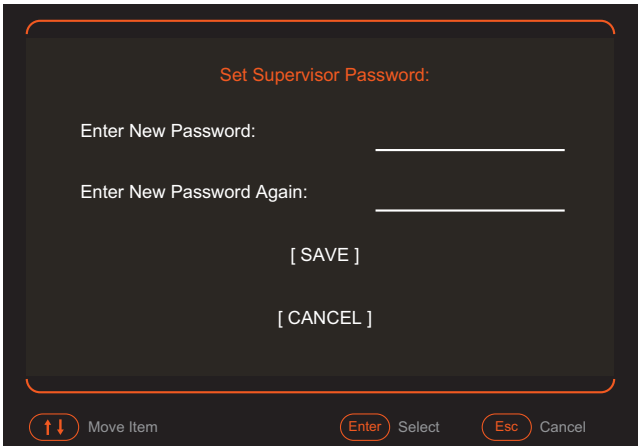 Set Supervisor Password:
Enter New Password:
Enter New Password Again:
[ SAVE ]
[ CANCEL ]
Move Item Enter Select Esc Cancel